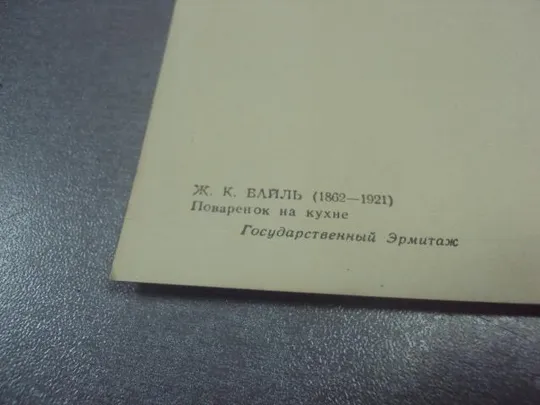 Ж. К. ВАЙЛЬ (1862—1921)
Поваренок на кухне
Государственный Эрмитаж